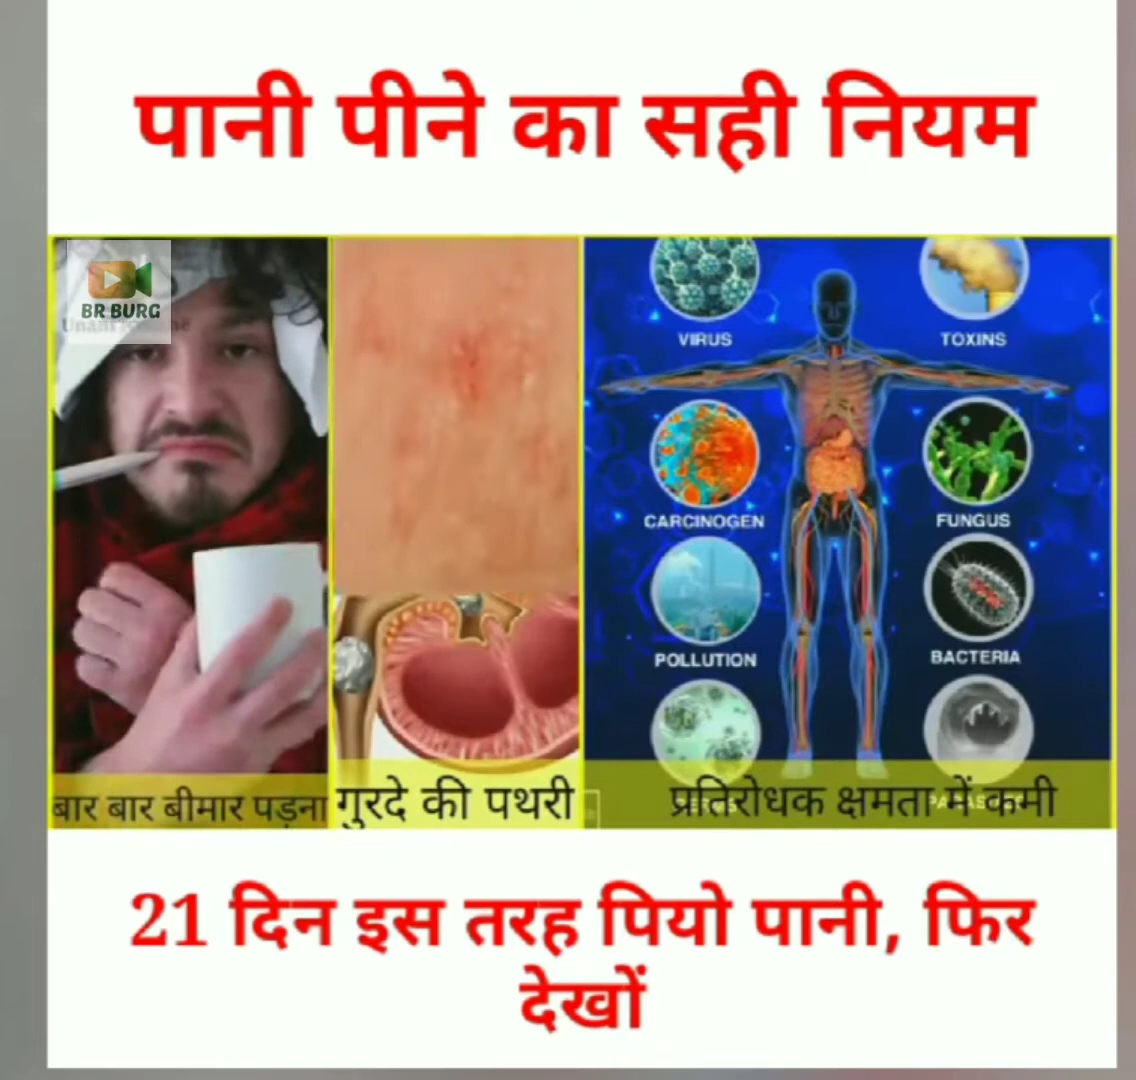 पानी पीने का सही नियम
BR BURG
VIRUS
TOXINS
CARCINOGEN
FUNGUS
POLLUTION
BACTERIA
बार बार बीमार पड़ना
गुरदे की पथरी
प्रतिरोधक क्षमता में कमी
21 दिन इस तरह पियो पानी, फिर
देखों